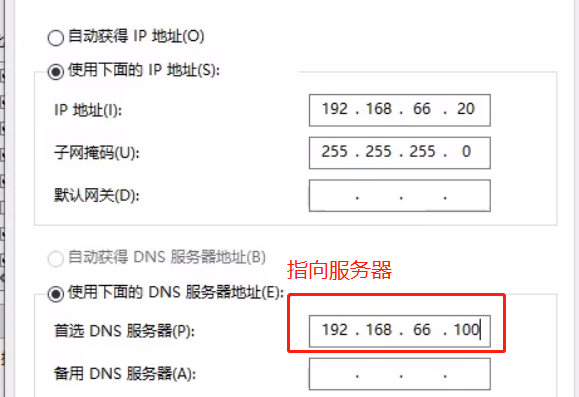 自动获得 IP 地址(O)
使用下面的 IP 地址(S):
IP 地址(I): 192 . 168 . 66 . 20
子网掩码(U): 255 . 255 . 255 . 0
默认网关(D): . . .
自动获得 DNS 服务器地址(B)
指向服务器
使用下面的 DNS 服务器地址(E):
首选 DNS 服务器(P): 192 . 168 . 66 . 100
备用 DNS 服务器(A): . . .